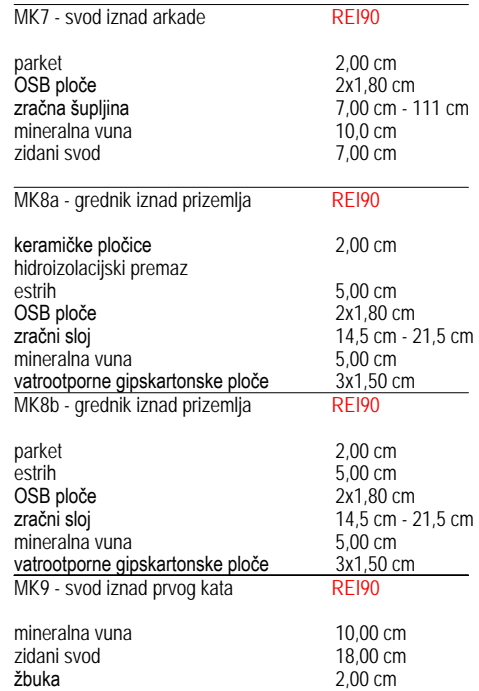 MK7 - svod iznad arkade REI90
parket 2,00 cm
OSB ploče 2x1,80 cm
zračna šupljina 7,00 cm - 111 cm
mineralna vuna 10,0 cm
zidani svod 7,00 cm
MK8a - grednik iznad prizemlja REI90
keramičke pločice 2,00 cm
hidroizolacijski premaz
estrih 5,00 cm
OSB ploče 2x1,80 cm
zračni sloj 14,5 cm - 21,5 cm
mineralna vuna 5,00 cm
vatrootporne gipskartonske ploče 3x1,50 cm
MK8b - grednik iznad prizemlja REI90
parket 2,00 cm
estrih 5,00 cm
OSB ploče 2x1,80 cm
zračni sloj 14,5 cm - 21,5 cm
mineralna vuna 5,00 cm
vatrootporne gipskartonske ploče 3x1,50 cm
MK9 - svod iznad prvog kata REI90
mineralna vuna 10,00 cm
zidani svod 18,00 cm
žbuka 2,00 cm